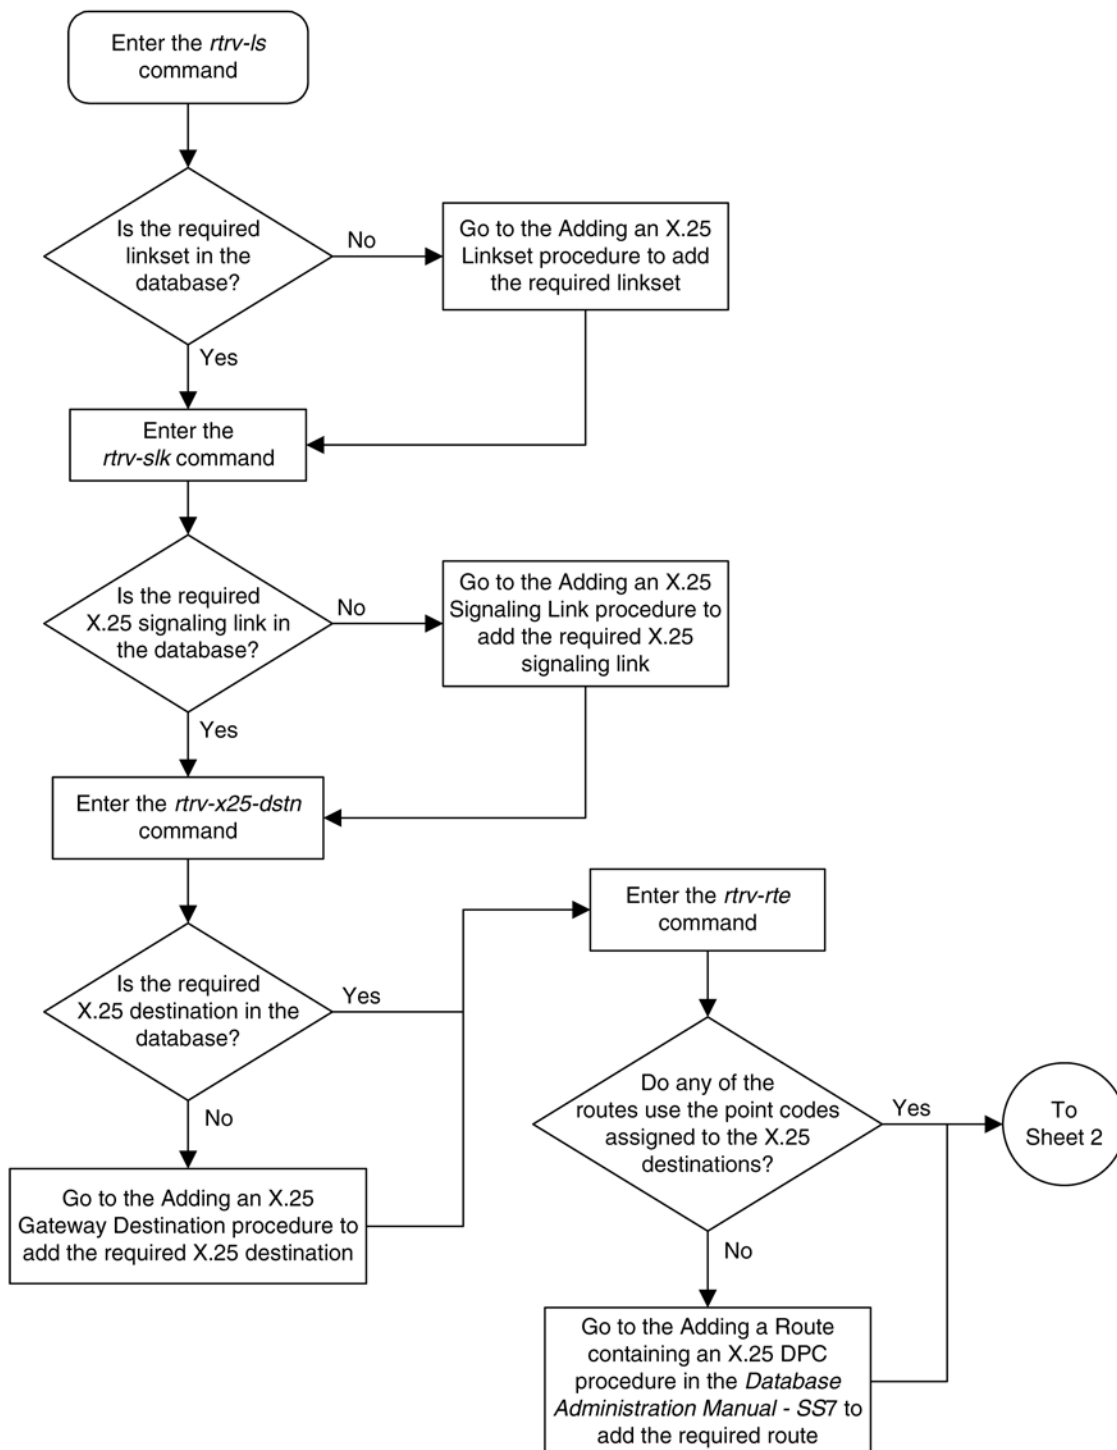 Enter the rtrv-ls
command
Is the required
linkset in the
database?
No
Go to the Adding an X.25
Linkset procedure to add
the required linkset
Yes
Enter the
rtrv-slk command
Is the required
X.25 signaling link in
the database?
No
Go to the Adding an X.25
Signaling Link procedure to
add the required X.25
signaling link
Yes
Enter the rtrv-x25-dstn
command
Is the required
X.25 destination in the
database?
Yes
No
Go to the Adding an X.25
Gateway Destination procedure to
add the required X.25 destination
Enter the rtrv-rte
command
Do any of the
routes use the point codes
assigned to the X.25
destinations?
Yes
To
Sheet 2
No
Go to the Adding a Route
containing an X.25 DPC
procedure in the Database
Administration Manual - SS7 to
add the required route